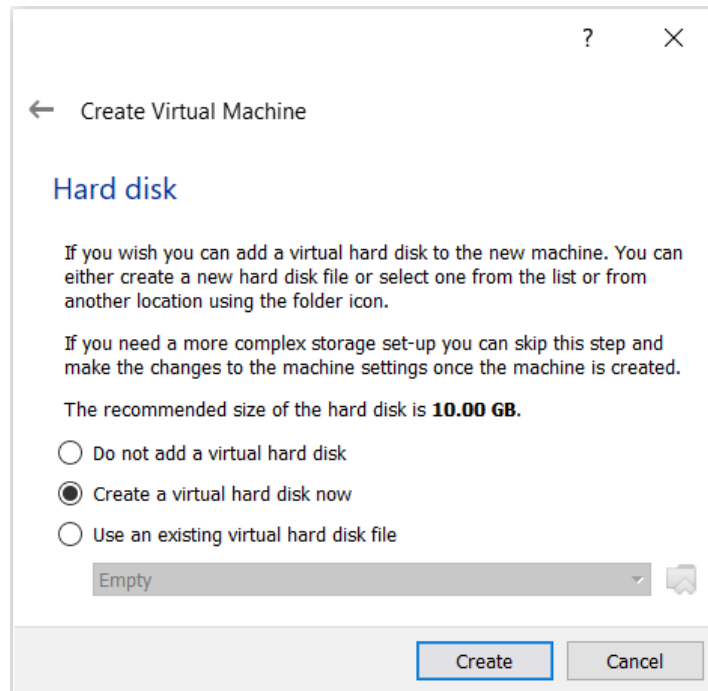 ?
Create Virtual Machine
Hard disk
If you wish you can add a virtual hard disk to the new machine. You can
either create a new hard disk file or select one from the list or from
another location using the folder icon.
If you need a more complex storage set-up you can skip this step and
make the changes to the machine settings once the machine is created.
The recommended size of the hard disk is 10.00 GB.
Do not add a virtual hard disk
Create a virtual hard disk now
Use an existing virtual hard disk file
Empty
Create Cancel